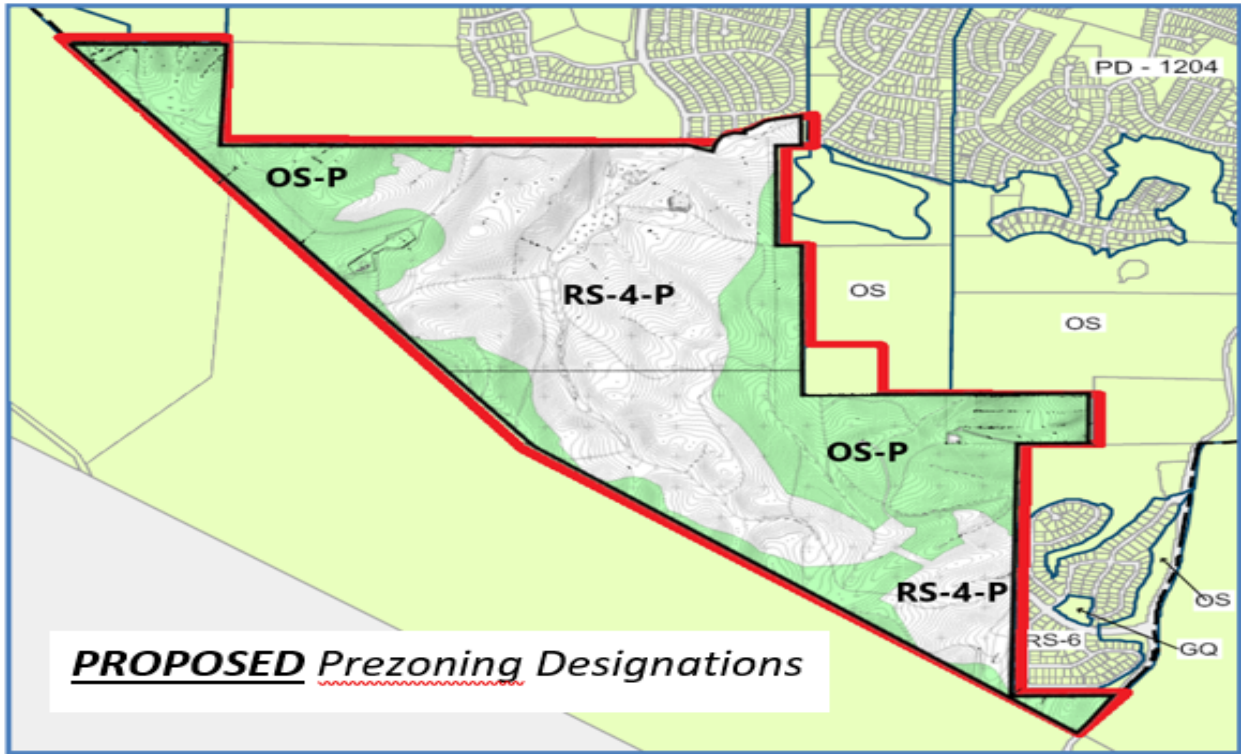 PD - 1204
OS-P
RS-4-P
OS
OS
OS-P
RS-4-P
OS
RS-6
GQ
PROPOSED Prezoning Designations